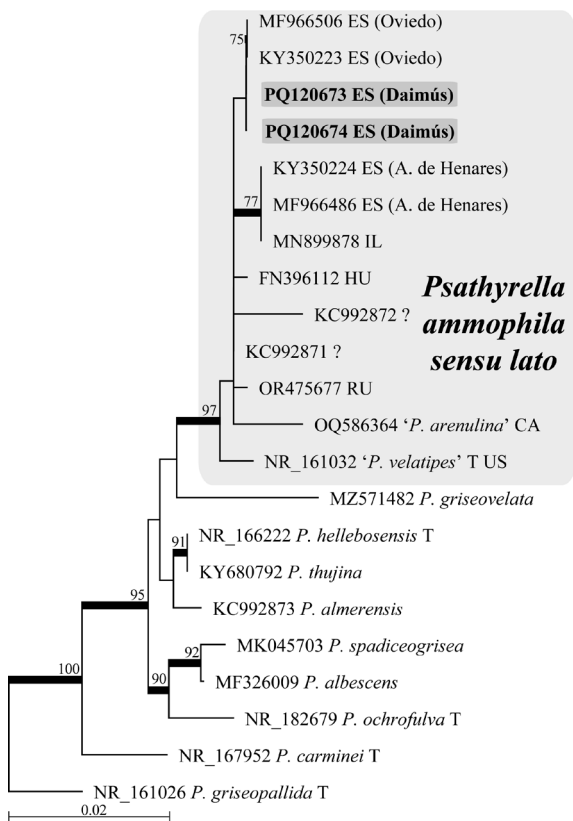 MF966506 ES (Oviedo)
75
KY350223 ES (Oviedo)
PQ120673 ES (Daimús)
PQ120674 ES (Daimús)
KY350224 ES (A. de Henares)
77
MF966486 ES (A. de Henares)
MN899878 IL
FN396112 HU
Psathyrella
ammophila
sensu lato
KC992872 ?
KC992871 ?
OR475677 RU
97
OQ586364 ‘P. arenulina’ CA
NR_161032 ‘P. velatipes’ T US
MZ571482 P. griseovelata
91
NR_166222 P. hellebosensis T
KY680792 P. thujina
95
KC992873 P. almerensis
92
MK045703 P. spadiceogrisea
100
90
MF326009 P. albescens
NR_182679 P. ochrofulva T
NR_167952 P. carminei T
NR_161026 P. griseopallida T
0.02